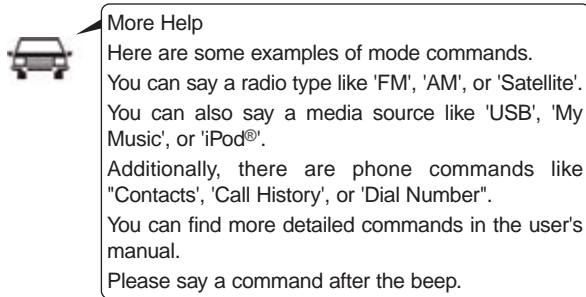 More Help
Here are some examples of mode commands.
You can say a radio type like 'FM', 'AM', or 'Satellite'.
You can also say a media source like 'USB', 'My
Music', or 'iPod®'.
Additionally, there are phone commands like
"Contacts', 'Call History', or 'Dial Number".
You can find more detailed commands in the user's
manual.
Please say a command after the beep.